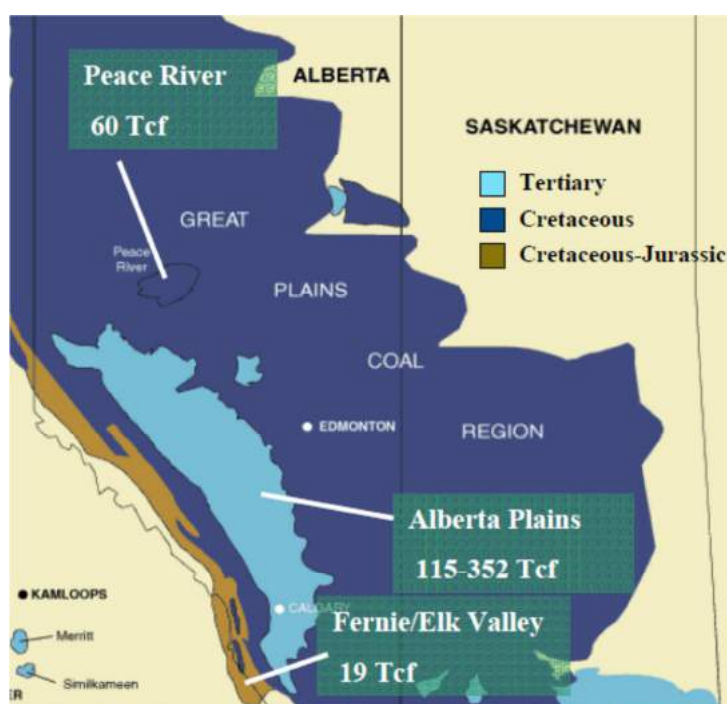 Peace River
60 Tcf
ALBERTA
SASKATCHEWAN
Tertiary
Cretaceous
Cretaceous-Jurassic
GREAT
Peace
River
PLAINS
COAL
EDMONTON
REGION
Alberta Plains
115-352 Tcf
KAMLOOPS
CALGARY
Fernie/Elk Valley
19 Tcf
Merritt
Similkameen
ER